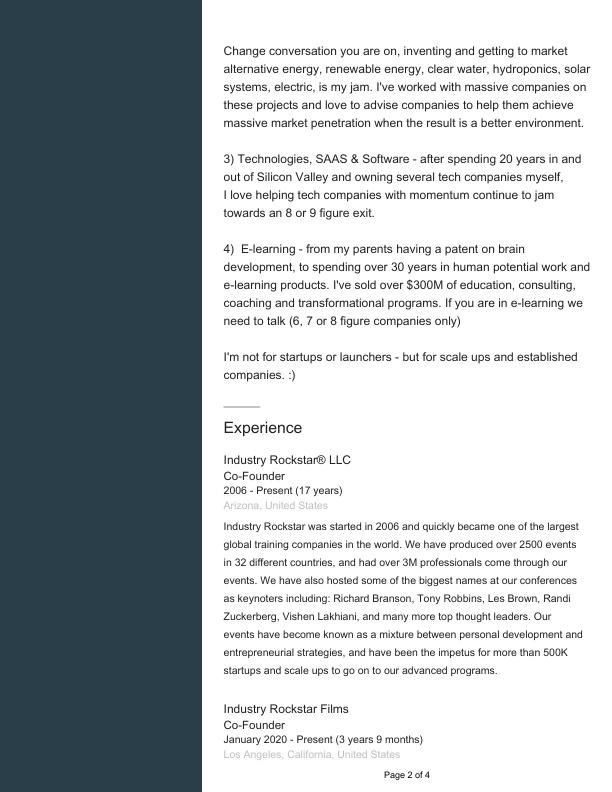 Change conversation you are on, inventing and getting to market
alternative energy, renewable energy, clear water, hydroponics, solar
systems, electric, is my jam. I've worked with massive companies on
these projects and love to advise companies to help them achieve
massive market penetration when the result is a better environment.
3) Technologies, SAAS & Software - after spending 20 years in and
out of Silicon Valley and owning several tech companies myself,
I love helping tech companies with momentum continue to jam
towards an 8 or 9 figure exit.
4)  E-learning - from my parents having a patent on brain
development, to spending over 30 years in human potential work and
e-learning products. I've sold over $300M of education, consulting,
coaching and transformational programs. If you are in e-learning we
need to talk (6, 7 or 8 figure companies only)
I'm not for startups or launchers - but for scale ups and established
companies. :)
Experience
Industry Rockstar® LLC
Co-Founder
2006 - Present (17 years)
Arizona, United States
Industry Rockstar was started in 2006 and quickly became one of the largest
global training companies in the world. We have produced over 2500 events
in 32 different countries, and had over 3M professionals come through our
events. We have also hosted some of the biggest names at our conferences
as keynoters including: Richard Branson, Tony Robbins, Les Brown, Randi
Zuckerberg, Vishen Lakhiani, and many more top thought leaders. Our
events have become known as a mixture between personal development and
entrepreneurial strategies, and have been the impetus for more than 500K
startups and scale ups to go on to our advanced programs.
Industry Rockstar Films
Co-Founder
January 2020 - Present (3 years 9 months)
Los Angeles, California, United States
Page 2 of 4